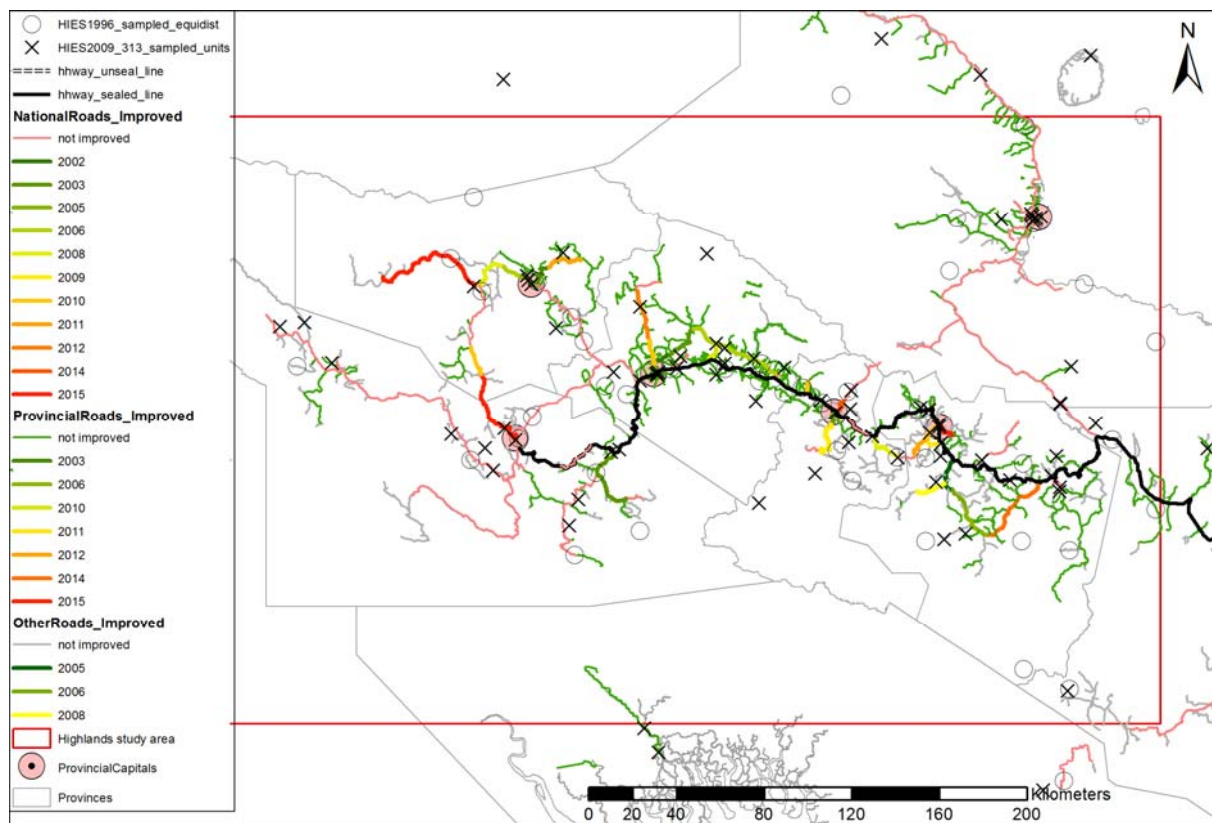 HIES1996_sampled_equidist
HIES2009_313_sampled_units
hhway_unseal_line
hhway_sealed_line
NationalRoads_Improved
not improved
2002
2003
2005
2006
2008
2009
2010
2011
2012
2014
2015
ProvincialRoads_Improved
not improved
2003
2006
2010
2011
2012
2014
2015
OtherRoads_Improved
not improved
2005
2006
2008
Highlands study area
ProvincialCapitals
Provinces
N
Kilometers
0 20 40 80 120 160 200